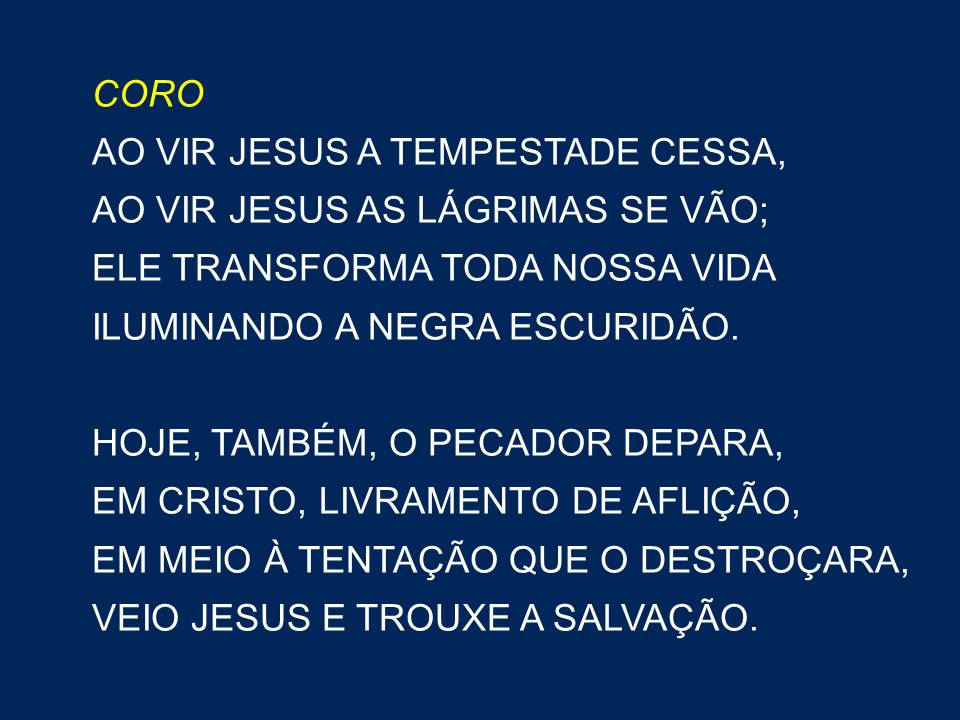 CORO
AO VIR JESUS A TEMPESTADE CESSA,
AO VIR JESUS AS LÁGRIMAS SE VÃO;
ELE TRANSFORMA TODA NOSSA VIDA
ILUMINANDO A NEGRA ESCURIDÃO.
HOJE, TAMBÉM, O PECADOR DEPARA,
EM CRISTO, LIVRAMENTO DE AFLIÇÃO,
EM MEIO À TENTAÇÃO QUE O DESTROÇARA,
VEIO JESUS E TROUXE A SALVAÇÃO.